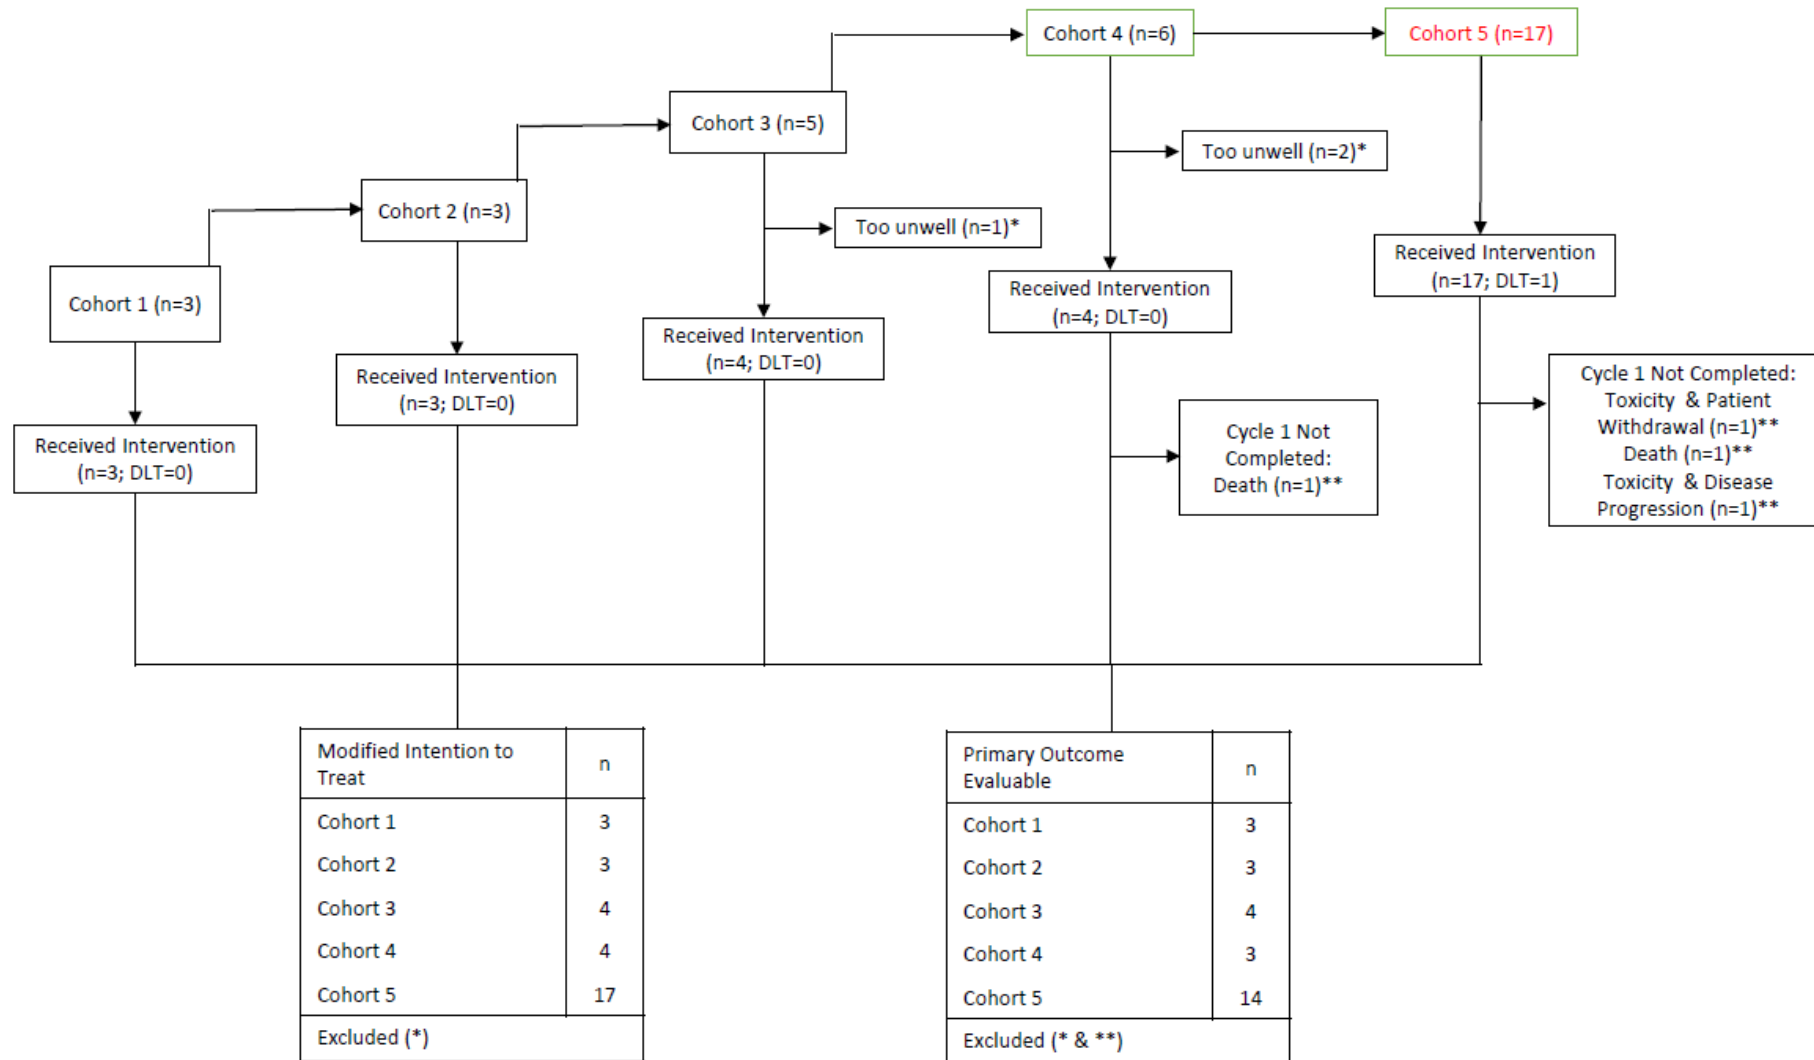 Cohort 4 (n=6)
Cohort 5 (n=17)
Cohort 3 (n=5)
Too unwell (n=2)*
Cohort 2 (n=3)
Too unwell (n=1)*
Received Intervention
(n=17; DLT=1)
Cohort 1 (n=3)
Received Intervention
(n=4; DLT=0)
Received Intervention
(n=4; DLT=0)
Received Intervention
(n=3; DLT=0)
Received Intervention
(n=3; DLT=0)
Cycle 1 Not
Completed:
Death (n=1)**
Cycle 1 Not Completed:
Toxicity & Patient
Withdrawal (n=1)**
Death (n=1)**
Toxicity & Disease
Progression (n=1)**
Modified Intention to
Treat
n
Cohort 1 3
Cohort 2 3
Cohort 3 4
Cohort 4 4
Cohort 5 17
Excluded (*)
Primary Outcome
Evaluable
n
Cohort 1 3
Cohort 2 3
Cohort 3 4
Cohort 4 3
Cohort 5 14
Excluded (* & **)